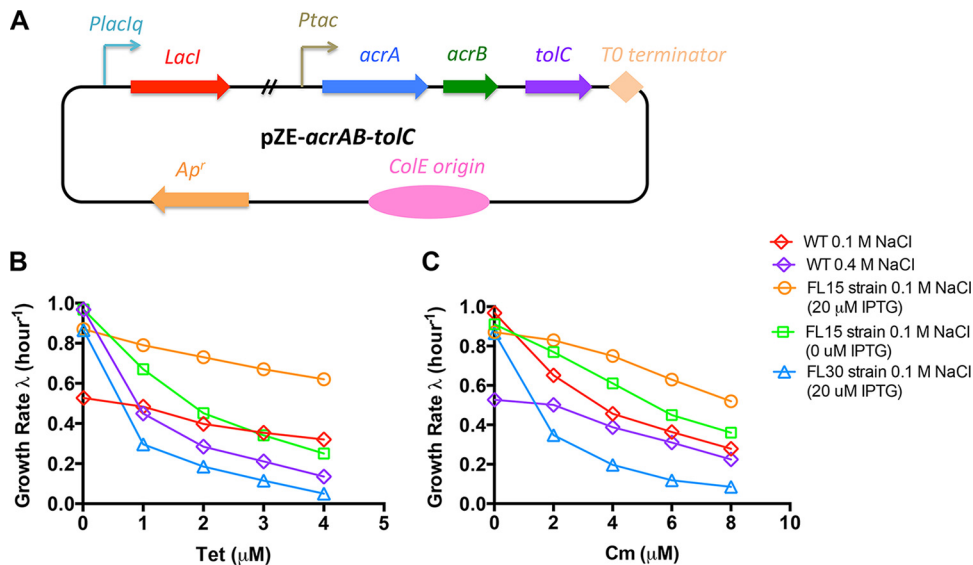 A
PlacIq
Ptac
LacI
acrA
acrB
tolC
T0 terminator
pZE-acrAB-tolC
Apr
ColE origin
B
Growth Rate λ (hour-1)
1.0
0.8
0.6
0.4
0.2
0.0
0
1
2
3
4
5
Tet (μM)
C
Growth Rate λ (hour-1)
1.0
0.8
0.6
0.4
0.2
0.0
0
2
4
6
8
10
Cm (μM)
WT 0.1 M NaCl
WT 0.4 M NaCl
FL15 strain 0.1 M NaCl
(20 uM IPTG)
FL15 strain 0.1 M NaCl
(0 uM IPTG)
FL30 strain 0.1 M NaCl
(20 uM IPTG)